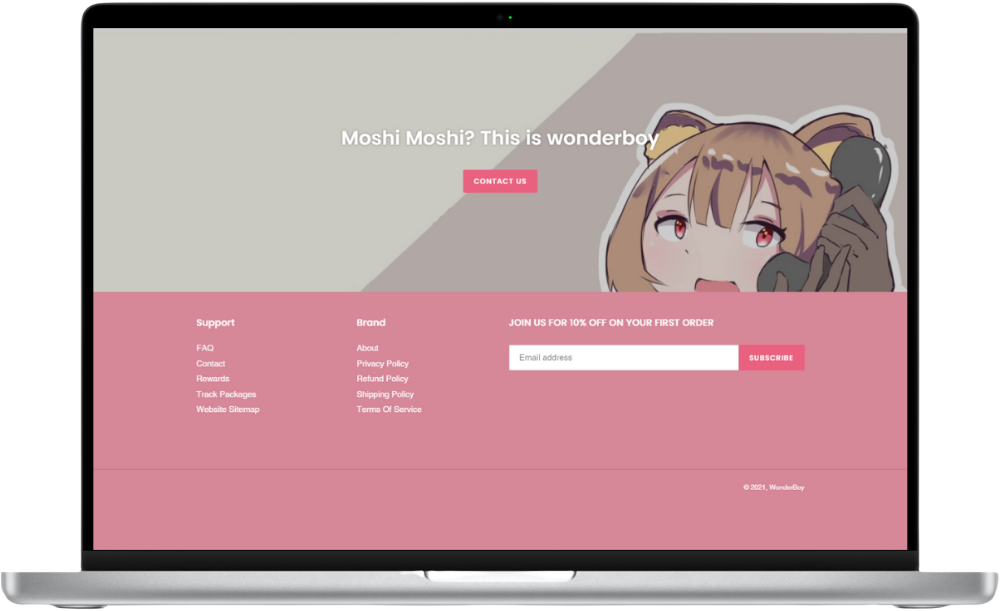 Moshi Moshi? This is wonderboy
CONTACT US
Support
FAQ
Contact
Rewards
Track Packages
Website Sitemap
Brand
About
Privacy Policy
Refund Policy
Shipping Policy
Terms Of Service
JOIN US FOR 10% OFF ON YOUR FIRST ORDER
Email address
SUBSCRIBE
© 2021, WonderBoy